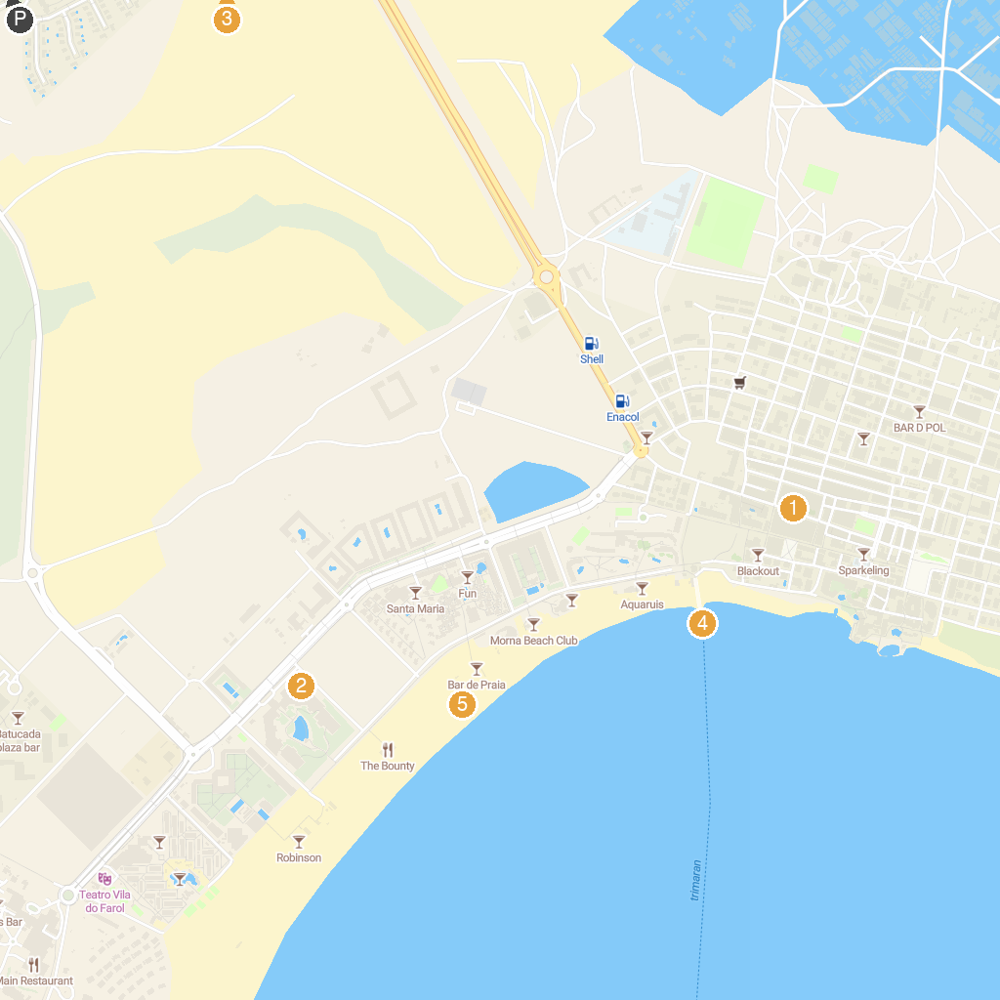 P
3
Shell
Enacol
BAR D POL
1
Blackout
Sparkeling
Fun
Santa Maria
Aquaruis
4
Morna Beach Club
2
Bar de Praia
5
Batucada
plaza bar
The Bounty
Robinson
trimaran
Teatro Vila
do Farol
s Bar
Main Restaurant